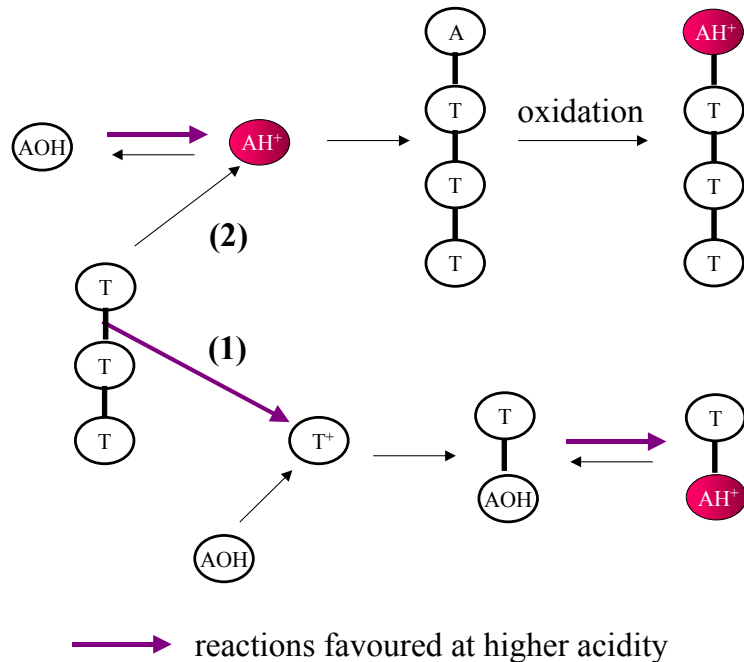 A
AH⁺
AOH
AH⁺
T
oxidation
T
T
T
(2)
T
T
T
T
(1)
T
T⁺
T
T
AOH
AH⁺
AOH
reactions favoured at higher acidity